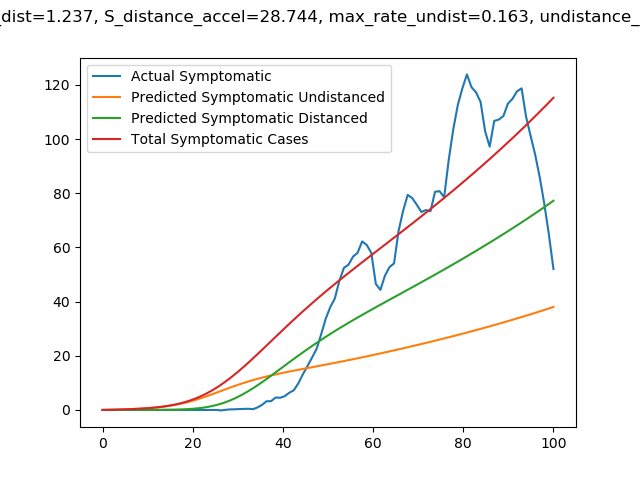 _dist=1.237, S_distance_accel=28.744, max_rate_undist=0.163, undistance_
Actual Symptomatic
Predicted Symptomatic Undistanced
Predicted Symptomatic Distanced
Total Symptomatic Cases
120
100
80
60
40
20
0
0 20 40 60 80 100